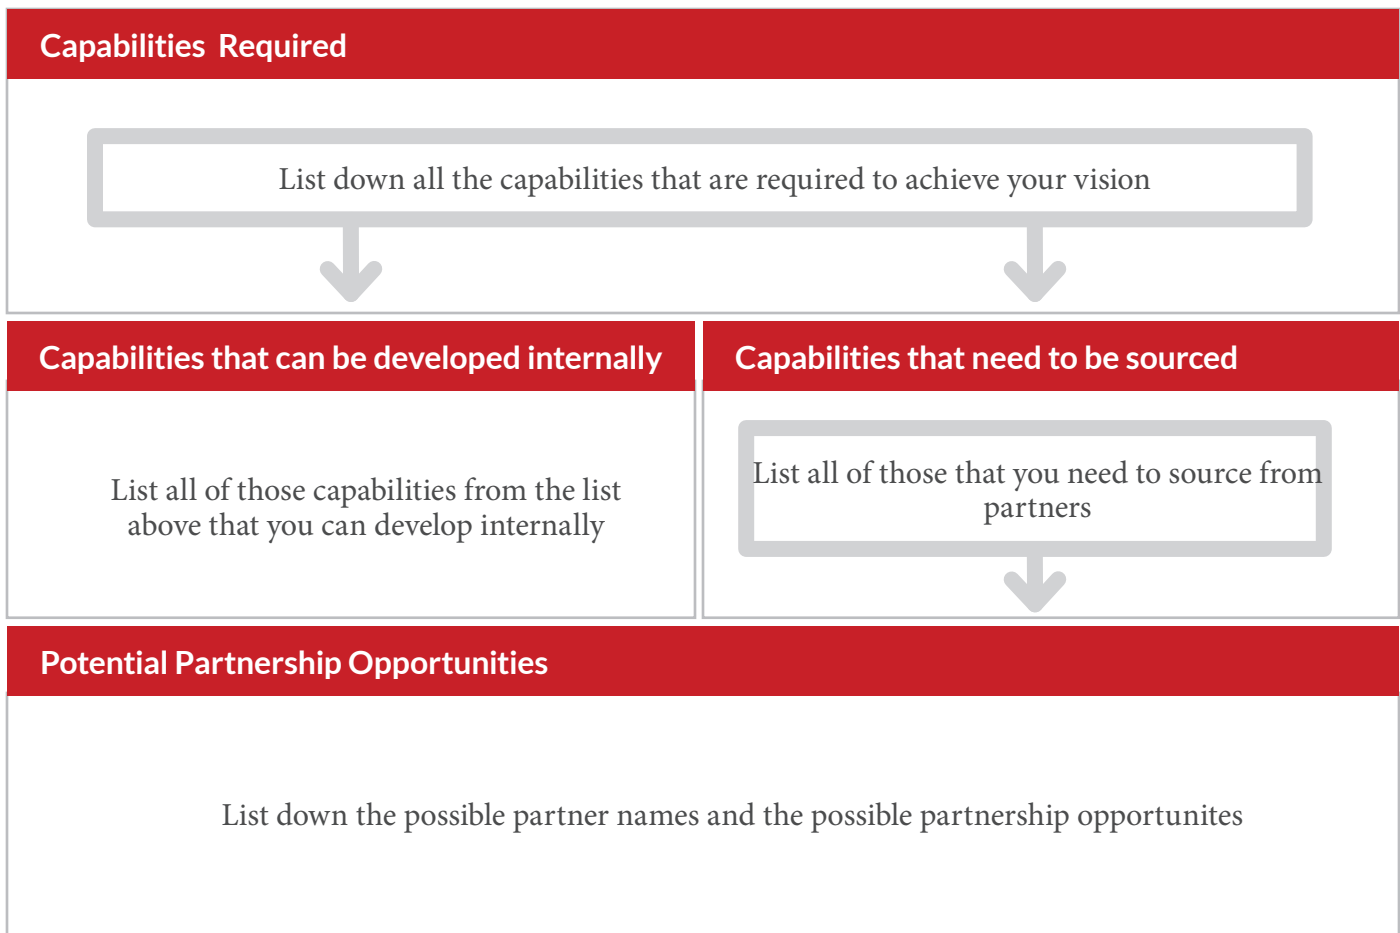 Capabilities Required
List down all the capabilities that are required to achieve your vision
Capabilities that can be developed internally
List all of those capabilities from the list
above that you can develop internally
Capabilities that need to be sourced
List all of those that you need to source from
partners
Potential Partnership Opportunities
List down the possible partner names and the possible partnership opportunites